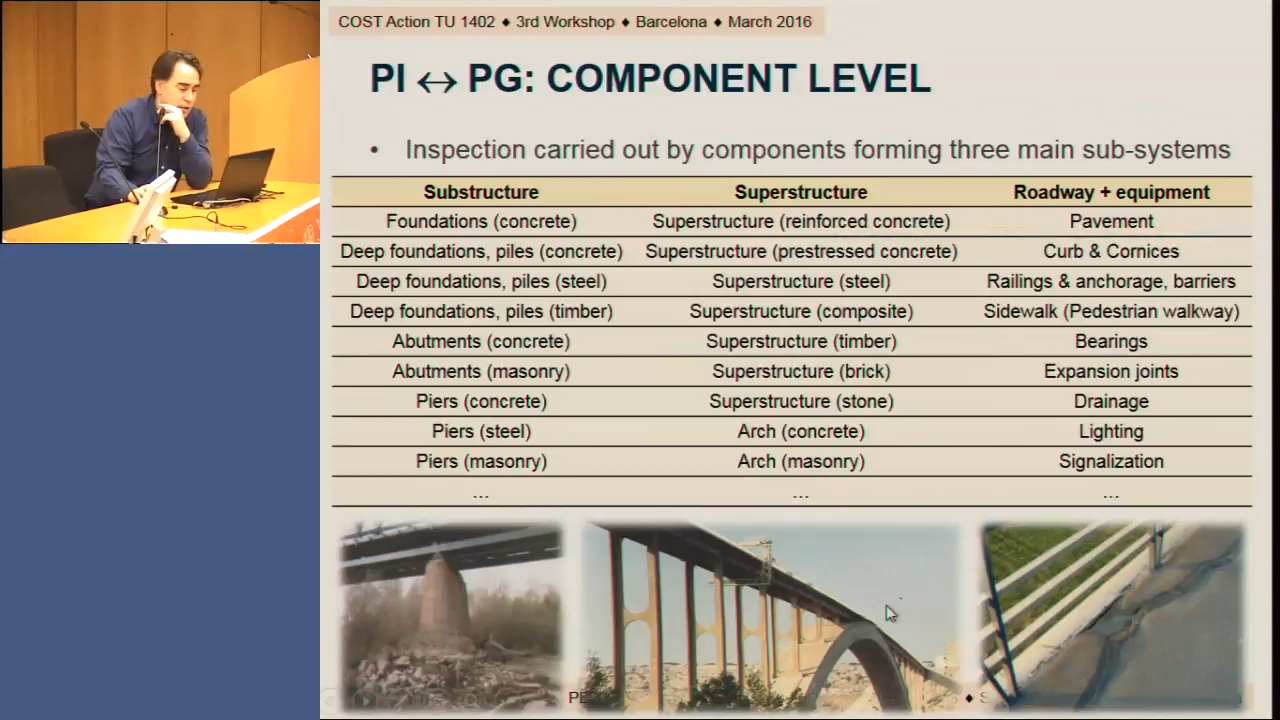 COST Action TU 1402 ♦ 3rd Workshop ♦ Barcelona ♦ March 2016
PI ↔ PG: COMPONENT LEVEL
• Inspection carried out by components forming three main sub-systems
Substructure Superstructure Roadway + equipment
Foundations (concrete) Superstructure (reinforced concrete) Pavement
Deep foundations, piles (concrete) Superstructure (prestressed concrete) Curb & Cornices
Deep foundations, piles (steel) Superstructure (steel) Railings & anchorage, barriers
Deep foundations, piles (timber) Superstructure (composite) Sidewalk (Pedestrian walkway)
Abutments (concrete) Superstructure (timber) Bearings
Abutments (masonry) Superstructure (brick) Expansion joints
Piers (concrete) Superstructure (stone) Drainage
Piers (steel) Arch (concrete) Lighting
Piers (masonry) Arch (masonry) Signalization
... ... ...